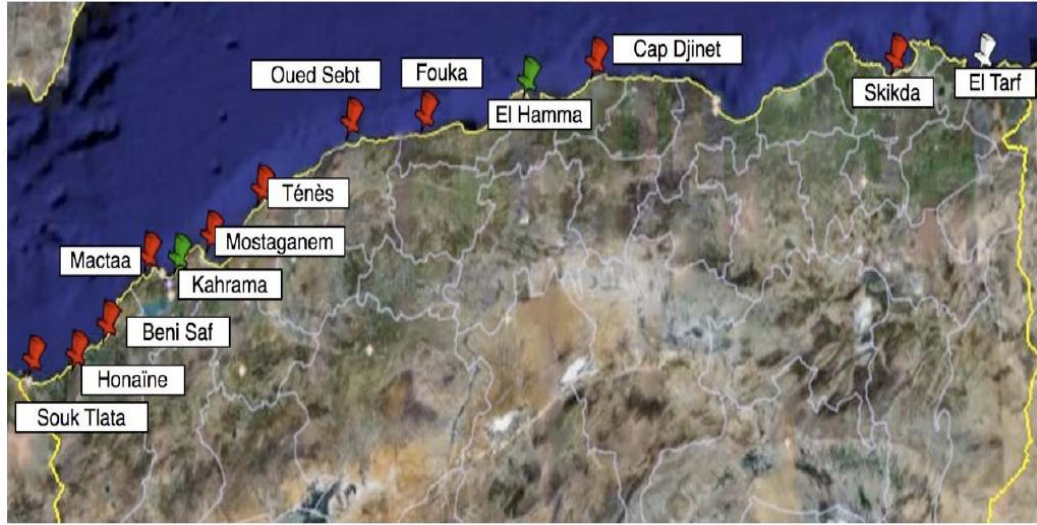 Cap Djinet
Oued Sebt
Fouka
Skikda
El Tarf
El Hamma
Ténès
Mostaganem
Mactaa
Kahrama
Beni Saf
Honaïne
Souk Tlata